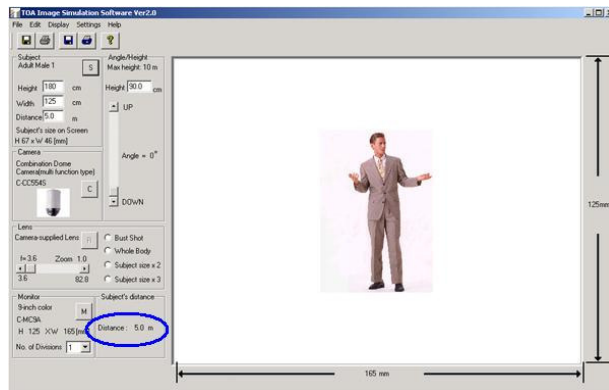 TOA Image Simulation Software Ver2.0
File Edit Display Settings Help
Subject
Adult Male 1
S
Height 180 cm
Width 125 cm
Distance 5.0 m
Subject's size on Screen
H 67 x W 46 [mm]
Camera
Combination Dome
Camera(multi function type)
C-CC554S
C
Lens
Camera-supplied Lens
f=3.6 Zoom 1.0
3.6 82.8
Bust Shot
Whole Body
Subject size x 2
Subject size x 3
Monitor
9-inch color
C-MC9A
M
H 125 XW 165[mm]
No. of Divisions 1
Angle/Height
Max height: 10 m
Height 90.0 cm
UP
Angle = 0°
DOWN
Subject's distance
Distance : 5.0 m
125mm
165 mm